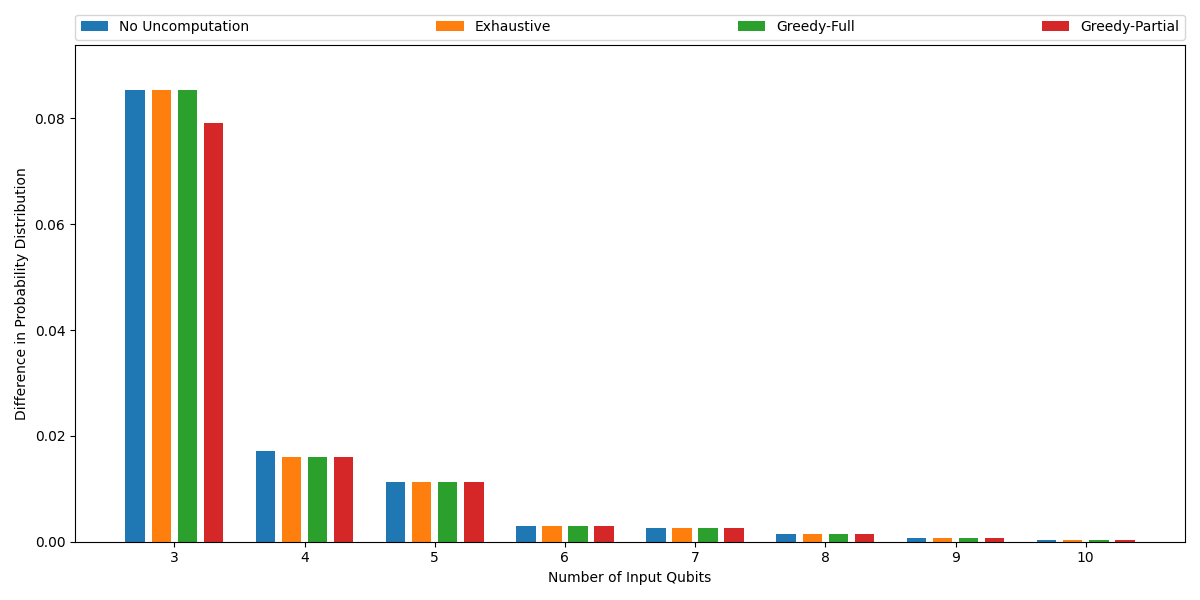 No Uncomputation Exhaustive Greedy-Full Greedy-Partial
Difference in Probability Distribution
0.08
0.06
0.04
0.02
0.00
3 4 5 6 7 8 9 10
Number of Input Qubits